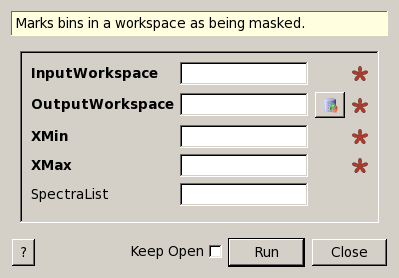 Marks bins in a workspace as being masked.
InputWorkspace
OutputWorkspace
XMin
XMax
SpectraList
? Keep Open Run Close